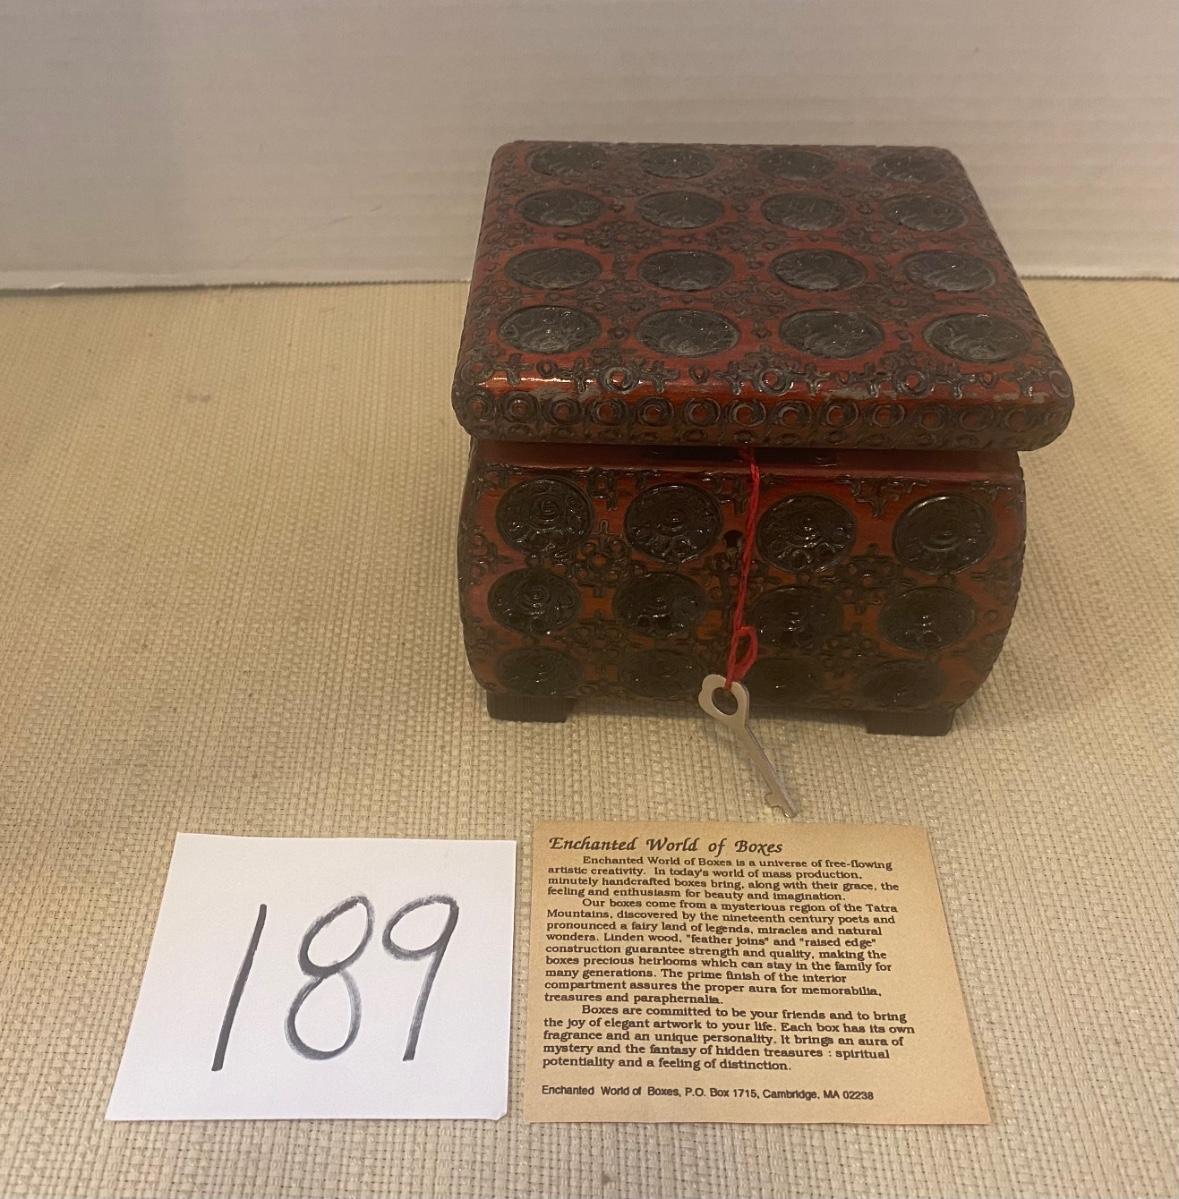 189
Enchanted World of Boxes
Enchanted World of Boxes is a universe of free-flowing
artistic creativity. In today's world of mass production,
minutely handcrafted boxes bring, along with their grace, the
feeling and enthusiasm for beauty and imagination.
Our boxes come from a mysterious region of the Tatra
Mountains, discovered by the nineteenth century poets and
pronounced a fairy land of legends, miracles and natural
wonders. Linden wood, "feather joins" and "raised edge"
construction guarantee strength and quality, making the
boxes precious heirlooms which can stay in the family for
many generations. The prime finish of the interior
compartment assures the proper aura for memorabilia,
treasures and paraphernalia.
Boxes are committed to be your friends and to bring
the joy of elegant artwork to your life. Each box has its own
fragrance and an unique personality. It brings an aura of
mystery and the fantasy of hidden treasures : spiritual
potentiality and a feeling of distinction.
Enchanted World of Boxes, P.O. Box 1715, Cambridge, MA 02238